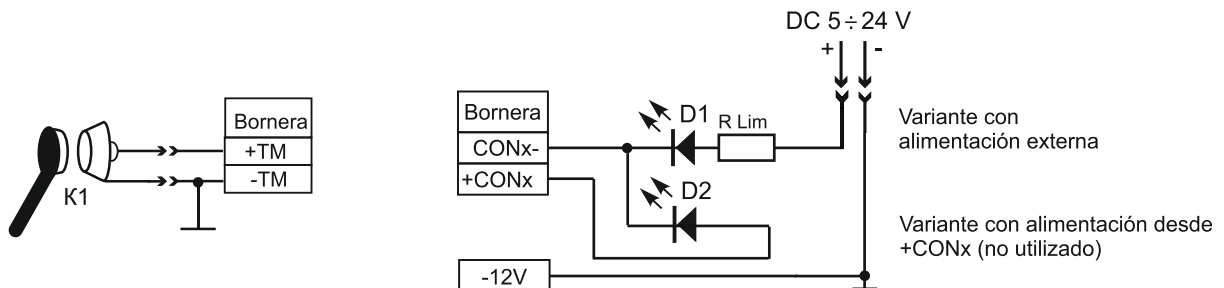 DC 5÷24 V
+ -
Bornera
+TM
-TM
K1
Bornera
CONx-
+CONx
-12V
D1
R Lim
D2
Variante con
alimentación externa
Variante con alimentación desde
+CONx (no utilizado)